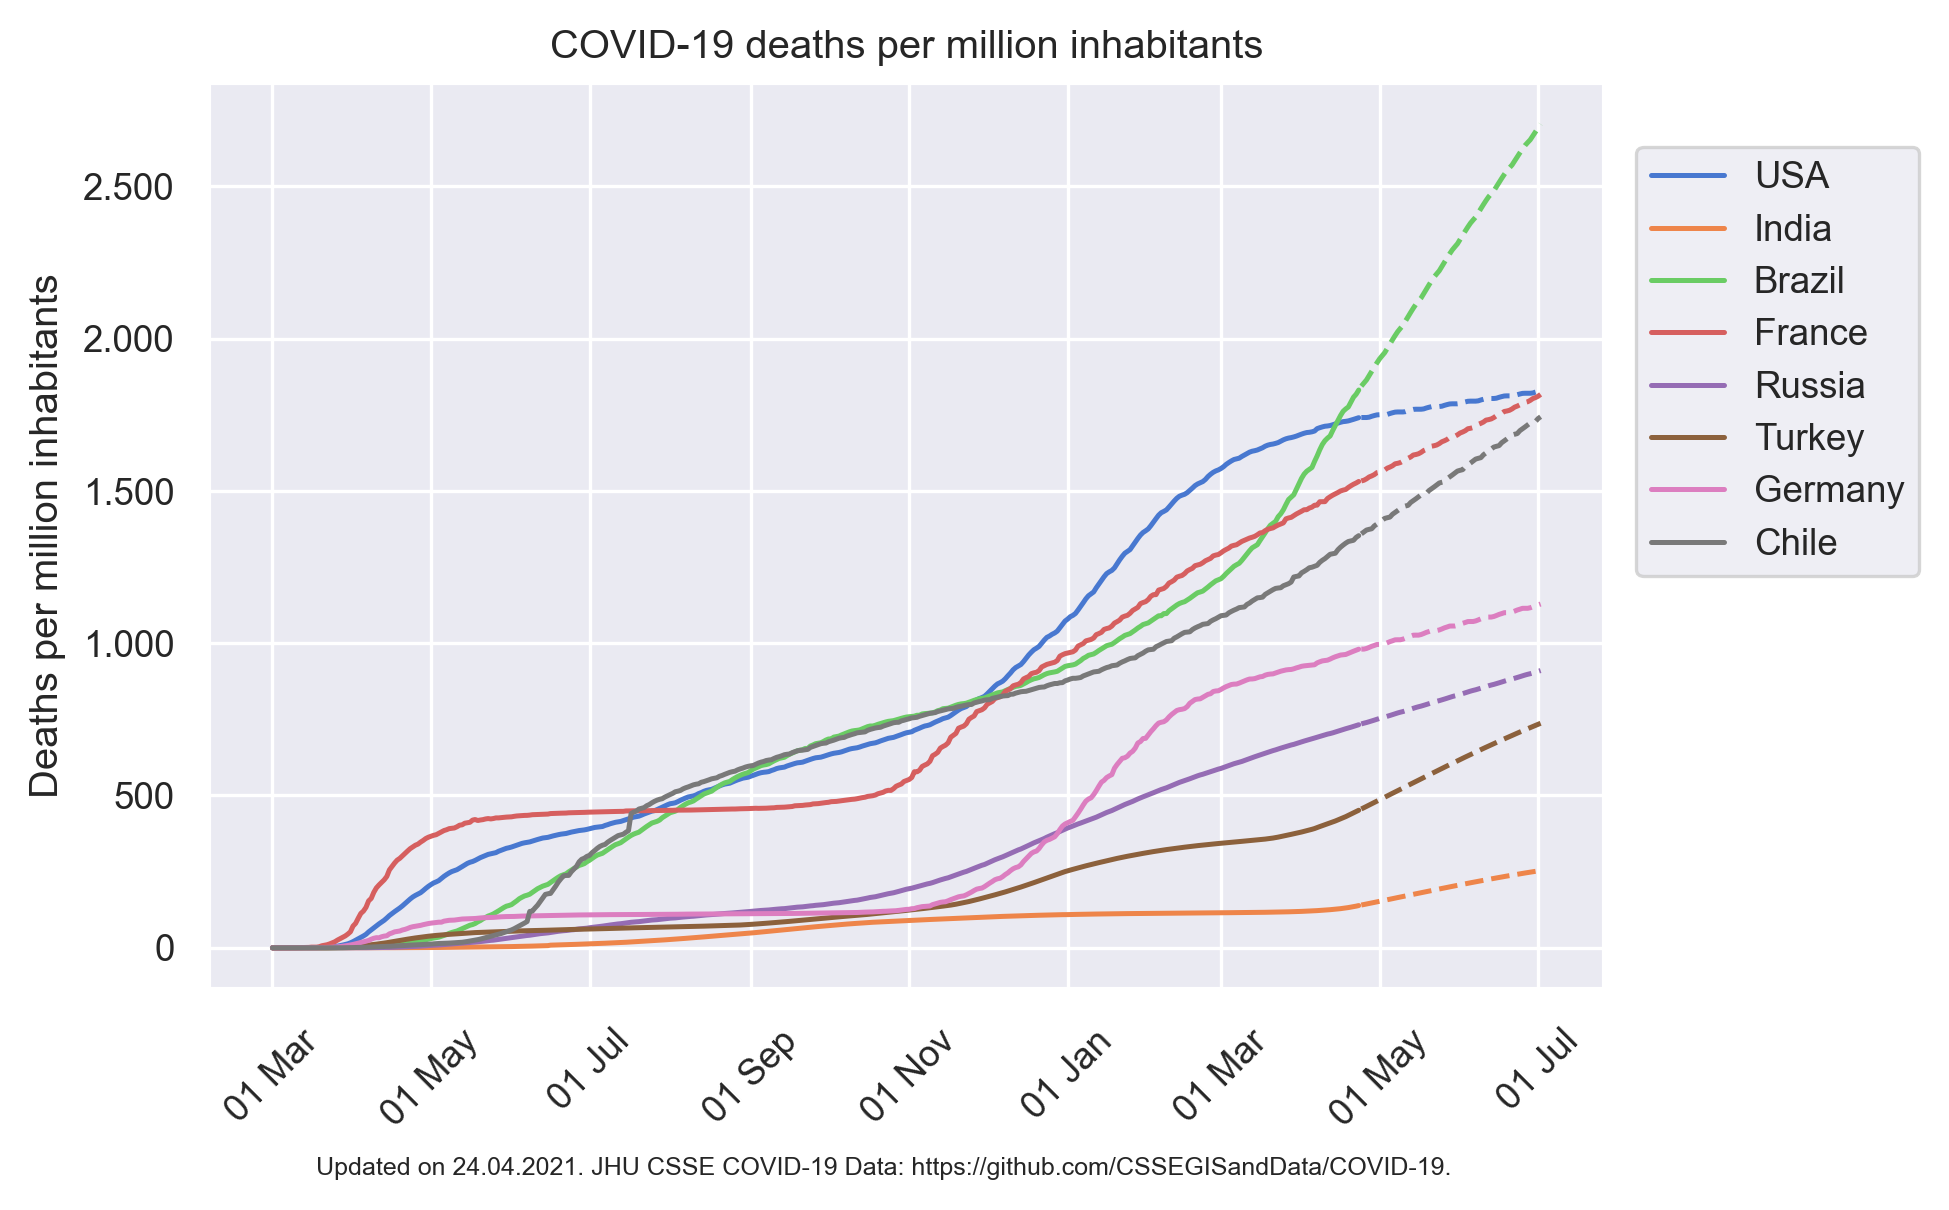 COVID-19 deaths per million inhabitants
Deaths per million inhabitants
2.500
2.000
1.500
1.000
500
0
01 Mar
01 May
01 Jul
01 Sep
01 Nov
01 Jan
01 Mar
01 May
01 Jul
USA
India
Brazil
France
Russia
Turkey
Germany
Chile
Updated on 24.04.2021. JHU CSSE COVID-19 Data: https://github.com/CSSEGISandData/COVID-19.